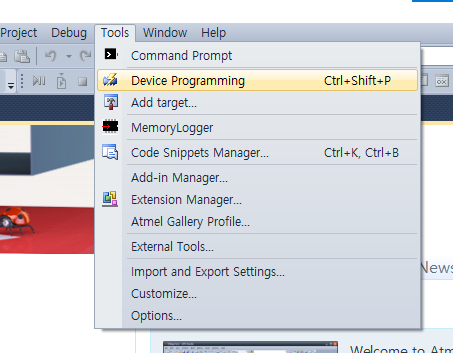 Project Debug Tools Window Help
Command Prompt
Device Programming Ctrl+Shift+P
Add target...
MemoryLogger
Code Snippets Manager... Ctrl+K, Ctrl+B
Add-in Manager...
Extension Manager...
Atmel Gallery Profile...
External Tools...
Import and Export Settings...
Customize...
Options...
News
Welcome to Atm